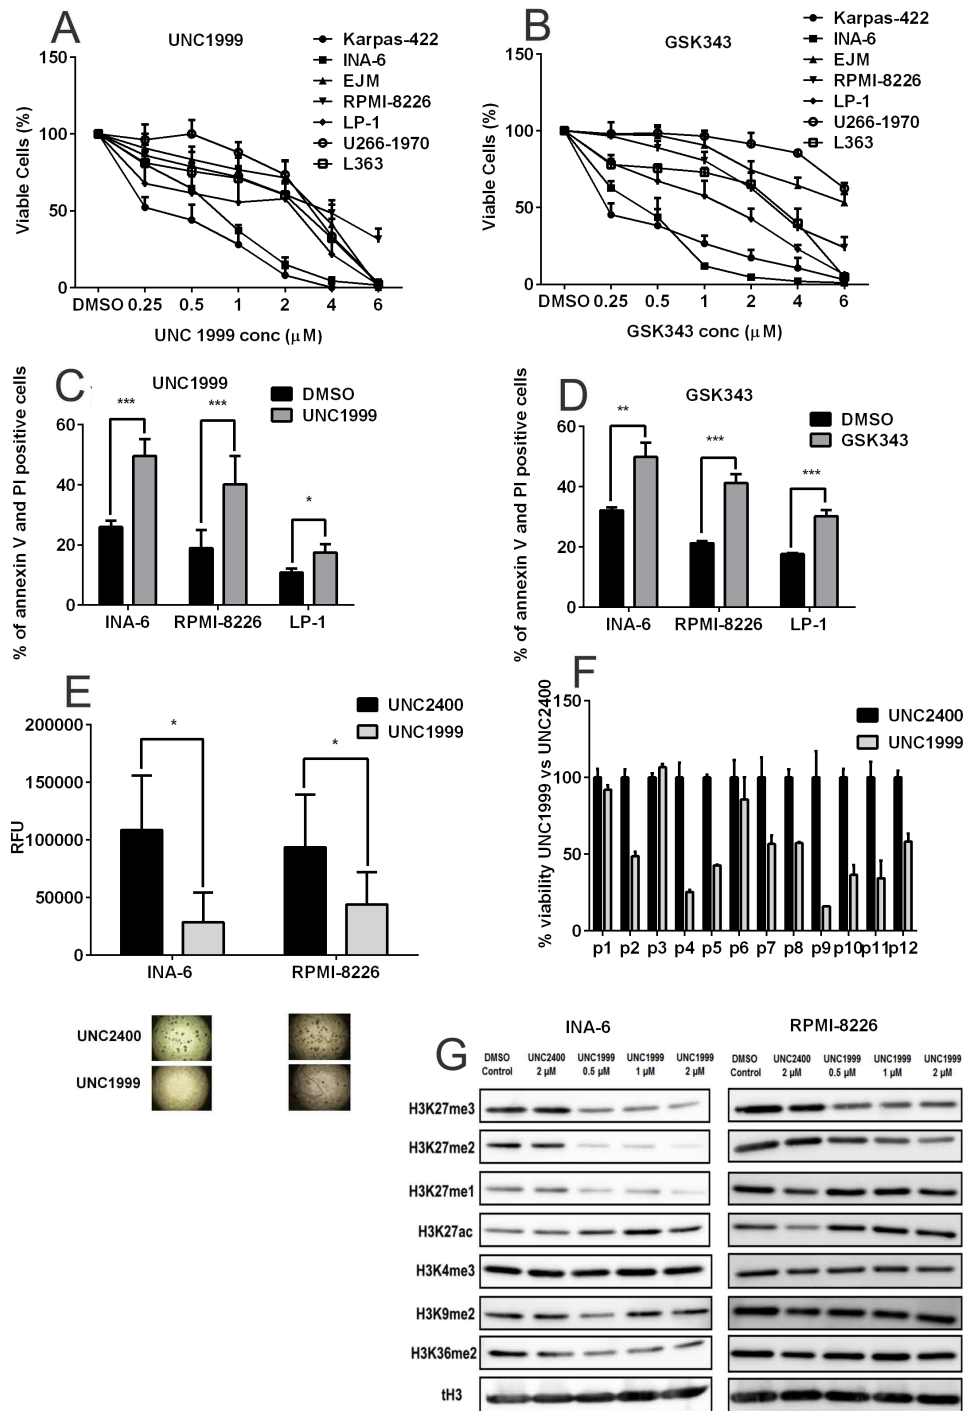 A
UNC1999
Karpas-422
INA-6
EJM
RPMI-8226
LP-1
U266-1970
L363
Viable Cells (%)
150
100
50
0
DMSO 0.25 0.5 1 2 4 6
UNC 1999 conc (μM)
B
GSK343
Karpas-422
INA-6
EJM
RPMI-8226
LP-1
U266-1970
L363
Viable Cells (%)
150
100
50
0
DMSO 0.25 0.5 1 2 4 6
GSK343 conc (μM)
C
UNC1999
DMSO
UNC1999
% of annexin V and PI positive cells
60
40
20
0
*** *** *
INA-6 RPMI-8226 LP-1
D
GSK343
DMSO
GSK343
% of annexin V and PI positive cells
60
40
20
0
** *** ***
INA-6 RPMI-8226 LP-1
E
UNC2400
UNC1999
RFU
200000
150000
100000
50000
0
* *
INA-6 RPMI-8226
UNC2400
UNC1999
F
UNC2400
UNC1999
% viability UNC1999 vs UNC2400
150
100
50
0
p1 p2 p3 p4 p5 p6 p7 p8 p9 p10 p11 p12
G
INA-6 RPMI-8226
DMSO UNC2400 UNC1999 UNC1999 UNC1999 DMSO UNC2400 UNC1999 UNC1999 UNC1999
Control 2 μM 0.5 μM 1 μM 2 μM Control 2 μM 0.5 μM 1 μM 2 μM
H3K27me3
H3K27me2
H3K27me1
H3K27ac
H3K4me3
H3K9me2
H3K36me2
tH3